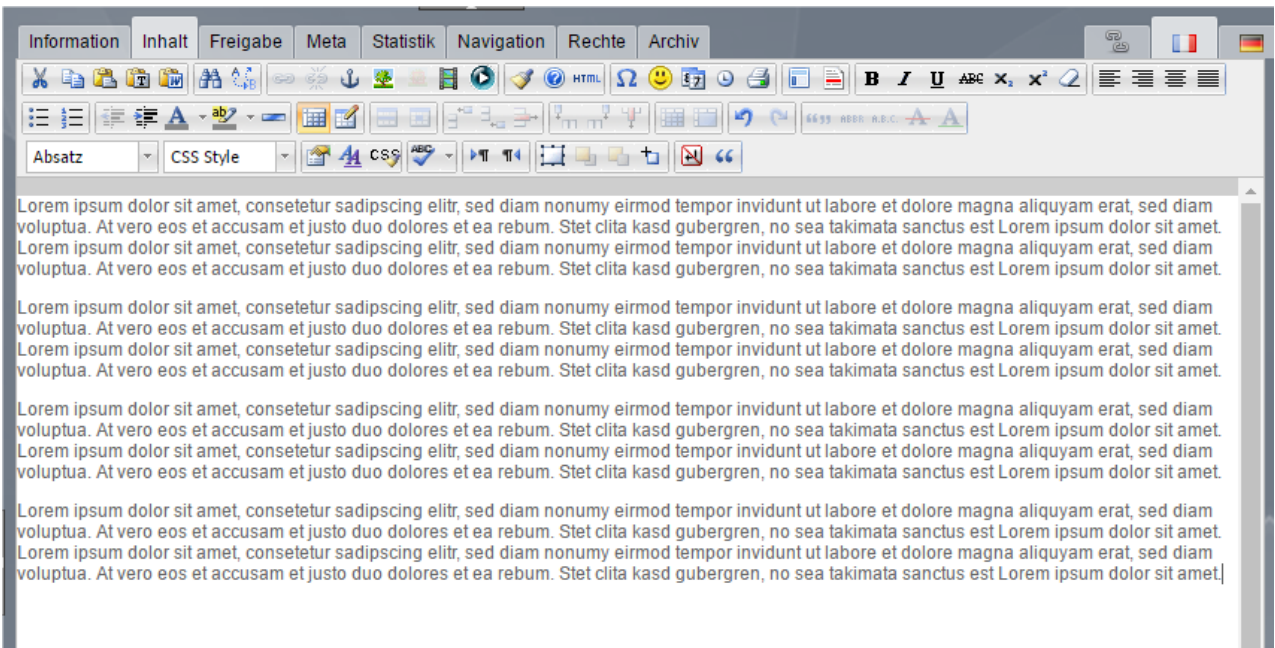 Information Inhalt Freigabe Meta Statistik Navigation Rechte Archiv
HTML Ω B I U ABC X₂ x²
A ab ABBR A.B.C. A A
Absatz CSS Style CSS ABC
Lorem ipsum dolor sit amet, consetetur sadipscing elitr, sed diam nonumy eirmod tempor invidunt ut labore et dolore magna aliquyam erat, sed diam
voluptua. At vero eos et accusam et justo duo dolores et ea rebum. Stet clita kasd gubergren, no sea takimata sanctus est Lorem ipsum dolor sit amet.
Lorem ipsum dolor sit amet, consetetur sadipscing elitr, sed diam nonumy eirmod tempor invidunt ut labore et dolore magna aliquyam erat, sed diam
voluptua. At vero eos et accusam et justo duo dolores et ea rebum. Stet clita kasd gubergren, no sea takimata sanctus est Lorem ipsum dolor sit amet.
Lorem ipsum dolor sit amet, consetetur sadipscing elitr, sed diam nonumy eirmod tempor invidunt ut labore et dolore magna aliquyam erat, sed diam
voluptua. At vero eos et accusam et justo duo dolores et ea rebum. Stet clita kasd gubergren, no sea takimata sanctus est Lorem ipsum dolor sit amet.
Lorem ipsum dolor sit amet, consetetur sadipscing elitr, sed diam nonumy eirmod tempor invidunt ut labore et dolore magna aliquyam erat, sed diam
voluptua. At vero eos et accusam et justo duo dolores et ea rebum. Stet clita kasd gubergren, no sea takimata sanctus est Lorem ipsum dolor sit amet.
Lorem ipsum dolor sit amet, consetetur sadipscing elitr, sed diam nonumy eirmod tempor invidunt ut labore et dolore magna aliquyam erat, sed diam
voluptua. At vero eos et accusam et justo duo dolores et ea rebum. Stet clita kasd gubergren, no sea takimata sanctus est Lorem ipsum dolor sit amet.
Lorem ipsum dolor sit amet, consetetur sadipscing elitr, sed diam nonumy eirmod tempor invidunt ut labore et dolore magna aliquyam erat, sed diam
voluptua. At vero eos et accusam et justo duo dolores et ea rebum. Stet clita kasd gubergren, no sea takimata sanctus est Lorem ipsum dolor sit amet.
Lorem ipsum dolor sit amet, consetetur sadipscing elitr, sed diam nonumy eirmod tempor invidunt ut labore et dolore magna aliquyam erat, sed diam
voluptua. At vero eos et accusam et justo duo dolores et ea rebum. Stet clita kasd gubergren, no sea takimata sanctus est Lorem ipsum dolor sit amet.
Lorem ipsum dolor sit amet, consetetur sadipscing elitr, sed diam nonumy eirmod tempor invidunt ut labore et dolore magna aliquyam erat, sed diam
voluptua. At vero eos et accusam et justo duo dolores et ea rebum. Stet clita kasd gubergren, no sea takimata sanctus est Lorem ipsum dolor sit amet.